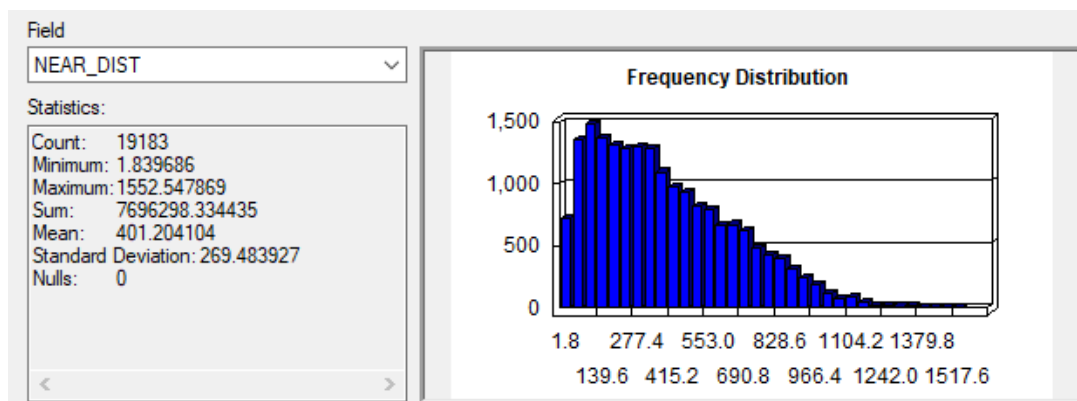 Field
NEAR_DIST
Statistics:
Count: 19183
Minimum: 1.839686
Maximum: 1552.547869
Sum: 7696298.334435
Mean: 401.204104
Standard Deviation: 269.483927
Nulls: 0
Frequency Distribution
1,500
1,000
500
0
1.8 277.4 553.0 828.6 1104.2 1379.8
139.6 415.2 690.8 966.4 1242.0 1517.6